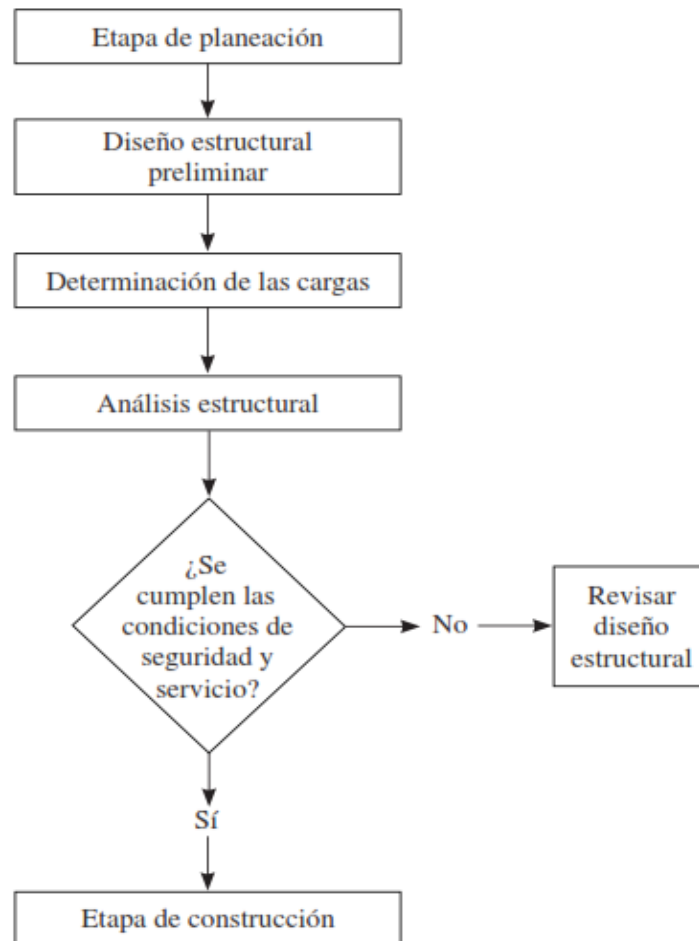 Etapa de planeación
Diseño estructural
preliminar
Determinación de las cargas
Análisis estructural
¿Se
cumplen las
condiciones de
seguridad y
servicio?
No
Revisar
diseño
estructural
Sí
Etapa de construcción